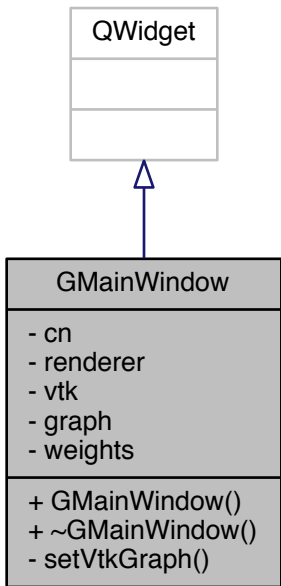 QWidget
GMainWindow
- cn
- renderer
- vtk
- graph
- weights
+ GMainWindow()
+ ~GMainWindow()
- setVtkGraph()